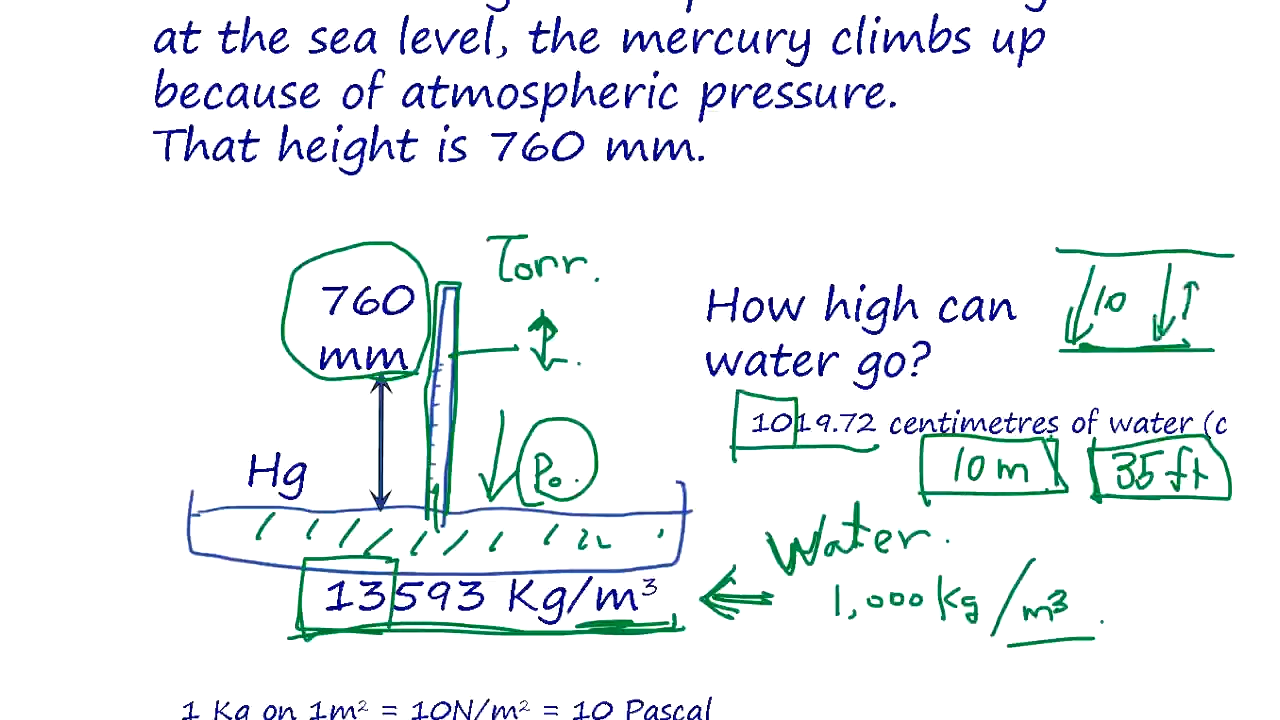 at the sea level, the mercury climbs up
because of atmospheric pressure.
That height is 760 mm.
Torr.
760
mm
How high can
water go?
10
P.
1019.72 centimetres of water (c
10 m
35 ft
Hg
Po.
Water.
13593 Kg/m³
1,000 kg/m³.
1 Kg on 1m² = 10N/m² = 10 Pascal